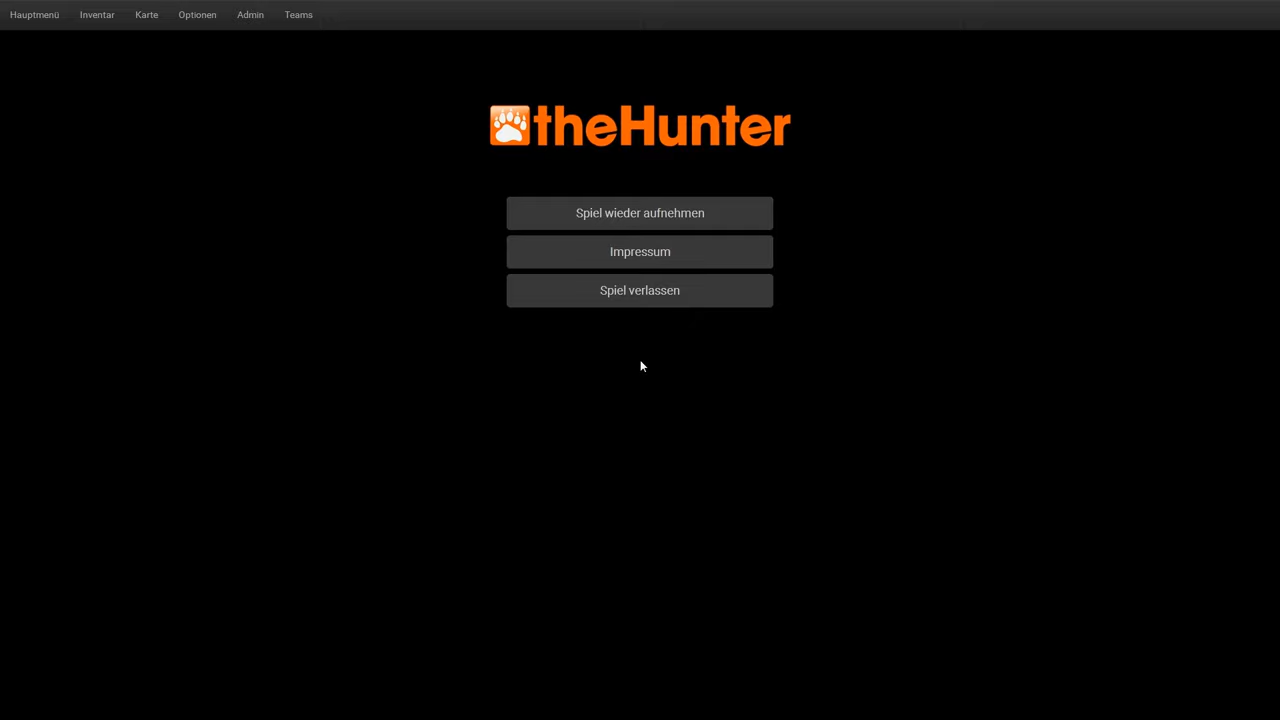 Hauptmenü Inventar Karte Optionen Admin Teams
theHunter
Spiel wieder aufnehmen
Impressum
Spiel verlassen